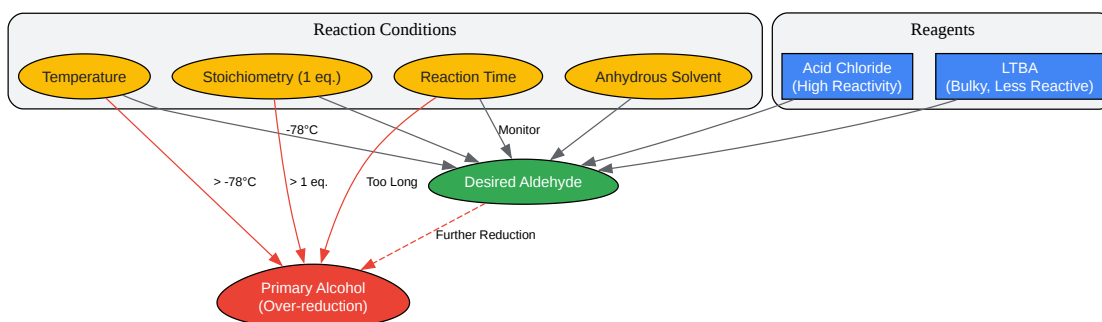 Reaction Conditions
Reagents
Temperature
Stoichiometry (1 eq.)
Reaction Time
Anhydrous Solvent
Acid Chloride
(High Reactivity)
LTBA
(Bulky, Less Reactive)
-78°C
Monitor
> -78°C
> 1 eq.
Too Long
Desired Aldehyde
Further Reduction
Primary Alcohol
(Over-reduction)